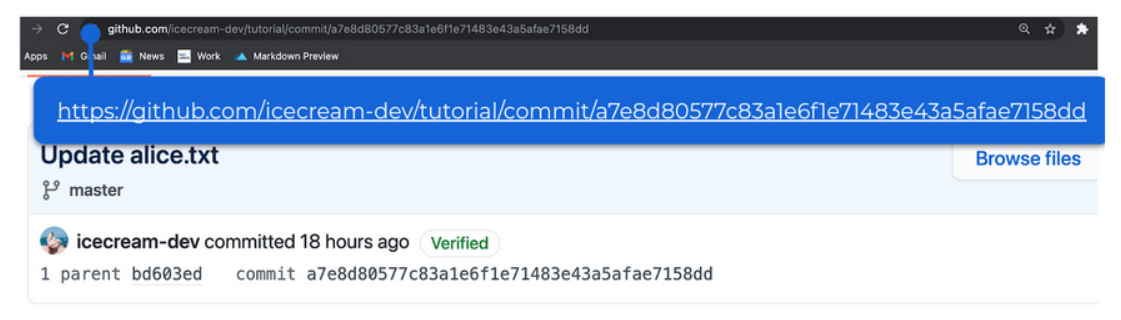 github.com/icecream-dev/tutorial/commit/a7e8d80577c83a1e6f1e71483e43a5afae7158dd
Apps Gmail News Work Markdown Preview
https://github.com/icecream-dev/tutorial/commit/a7e8d80577c83a1e6f1e71483e43a5afae7158dd
Update alice.txt
Browse files
master
icecream-dev committed 18 hours ago Verified
1 parent bd603ed commit a7e8d80577c83a1e6f1e71483e43a5afae7158dd